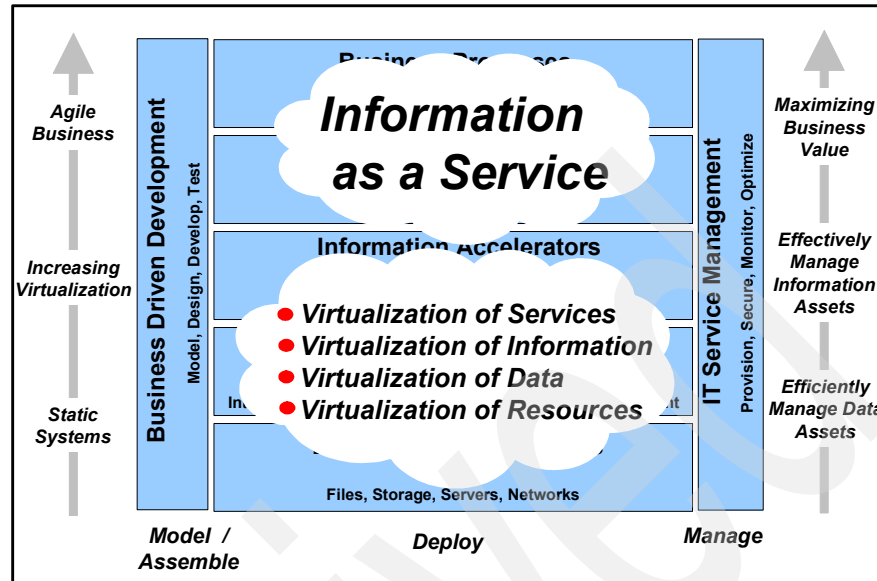 Agile
Business
Increasing
Virtualization
Static
Systems
Business Driven Development
Model, Design, Develop, Test
Information
as a Service
Information Accelerators
Virtualization of Services
Virtualization of Information
Virtualization of Data
Virtualization of Resources
Files, Storage, Servers, Networks
IT Service Management
Provision, Secure, Monitor, Optimize
Maximizing
Business
Value
Effectively
Manage
Information
Assets
Efficiently
Manage Data
Assets
Model /
Assemble
Deploy
Manage